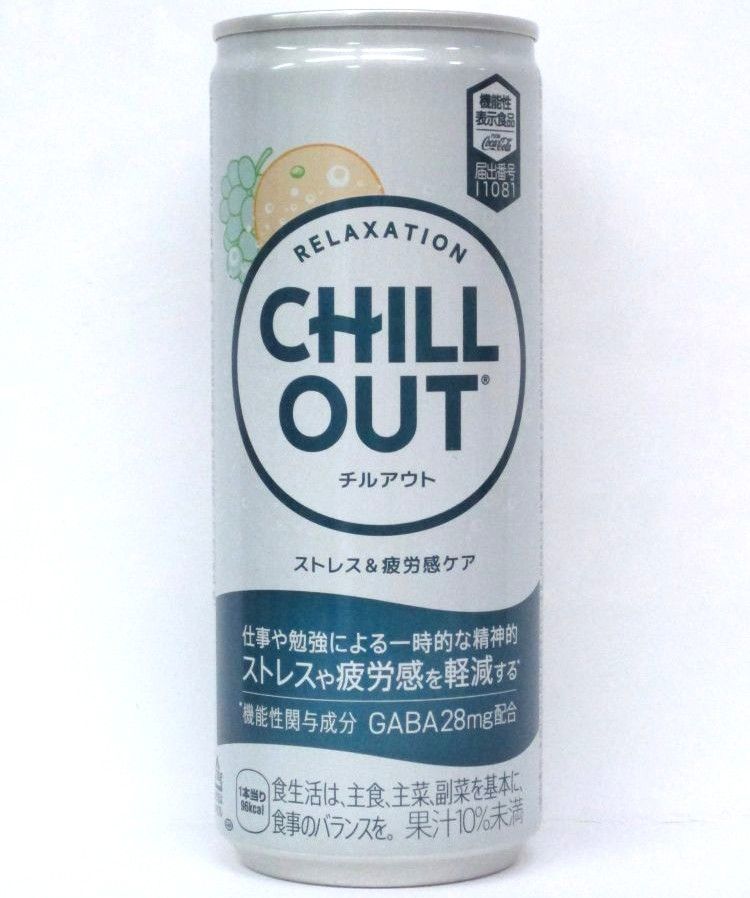 機能性
表示食品
Coca-Cola
届出番号
I1081
RELAXATION
CHILL
OUT®
チルアウト
ストレス&疲労感ケア
仕事や勉強による一時的な精神的
ストレスや疲労感を軽減する*
*機能性関与成分 GABA28mg配合
1本当り
96kcal
食生活は、主食、主菜、副菜を基本に、
食事のバランスを。果汁10%未満